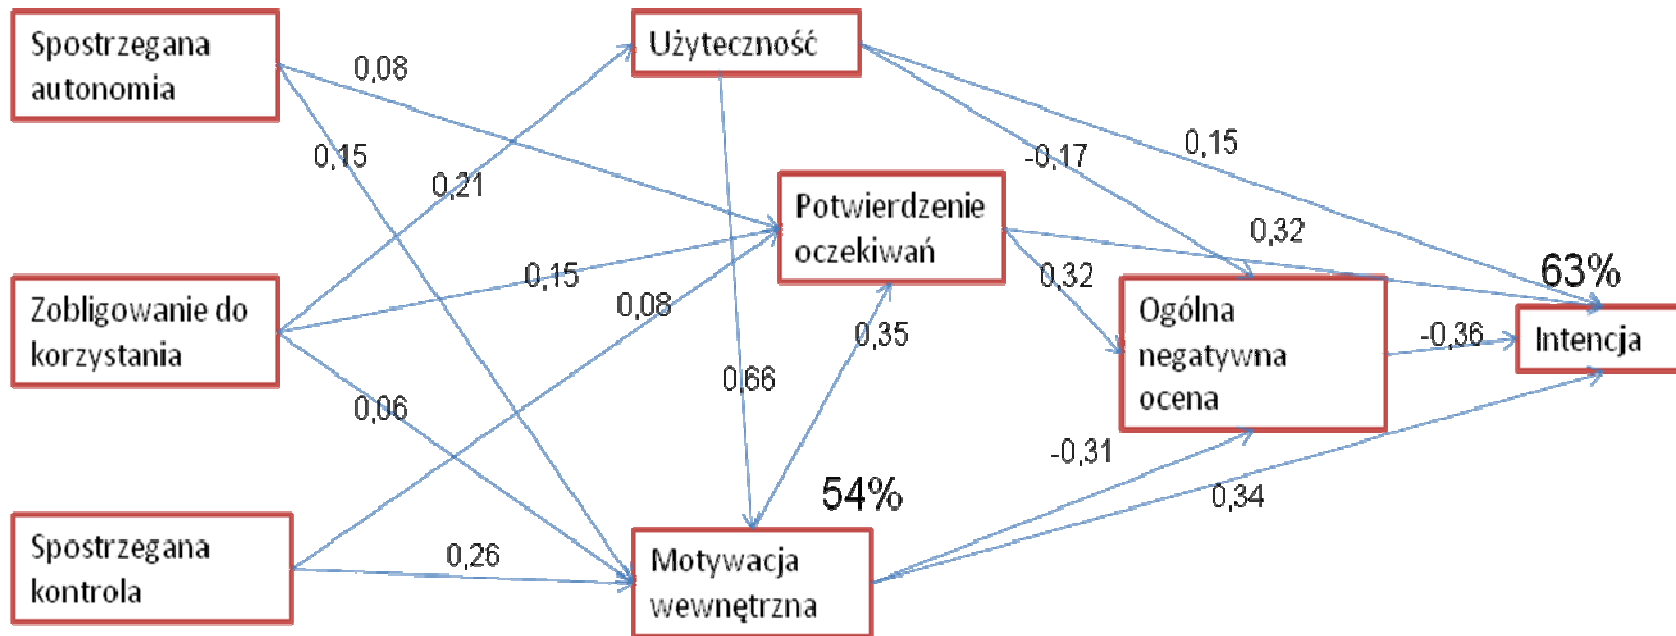 Spostrzegana
autonomia
Użyteczność
0,08
0,15
0,21
-0,17
0,15
Potwierdzenie
oczekiwań
0,32
0,32
63%
Zobligowanie do
korzystania
0,15
0,08
0,35
Ogólna
negatywna
ocena
-0,36
Intencja
0,06
0,66
-0,31
54%
0,34
Spostrzegana
kontrola
0,26
Motywacja
wewnętrzna